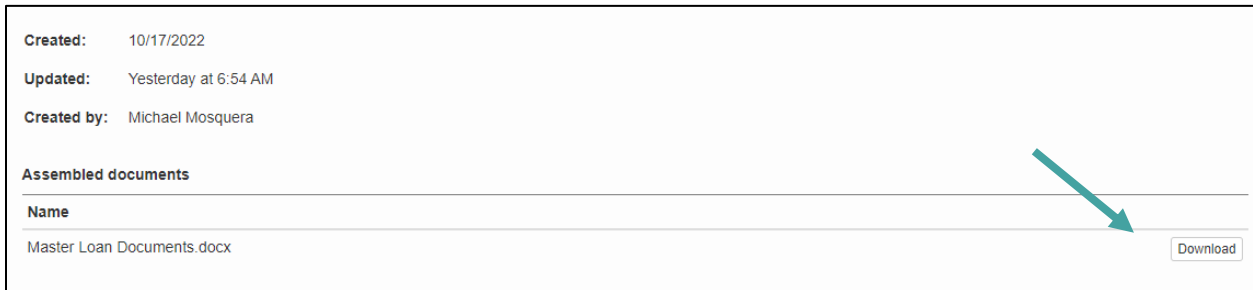 Created: 10/17/2022
Updated: Yesterday at 6:54 AM
Created by: Michael Mosquera
Assembled documents
Name
Master Loan Documents.docx Download